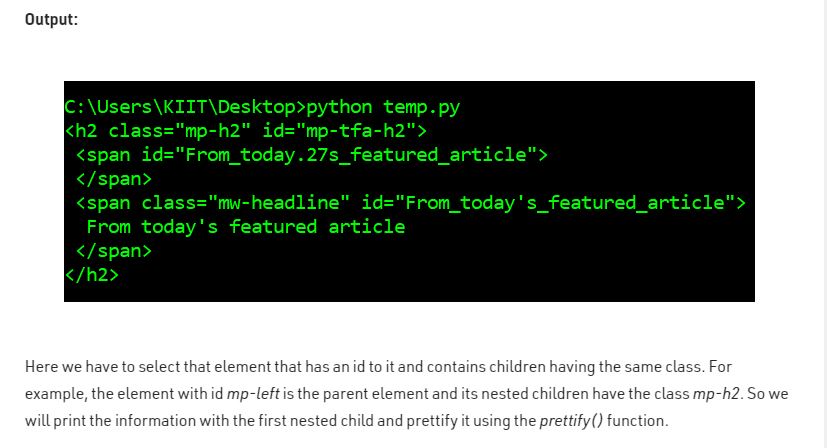 Output:
C:\Users\KIIT\Desktop>python temp.py
<h2 class="mp-h2" id="mp-tfa-h2">
 <span id="From_today.27s_featured_article">
 </span>
 <span class="mw-headline" id="From_today's_featured_article">
  From today's featured article
 </span>
</h2>
Here we have to select that element that has an id to it and contains children having the same class. For
example, the element with id mp-left is the parent element and its nested children have the class mp-h2. So we
will print the information with the first nested child and prettify it using the prettify() function.